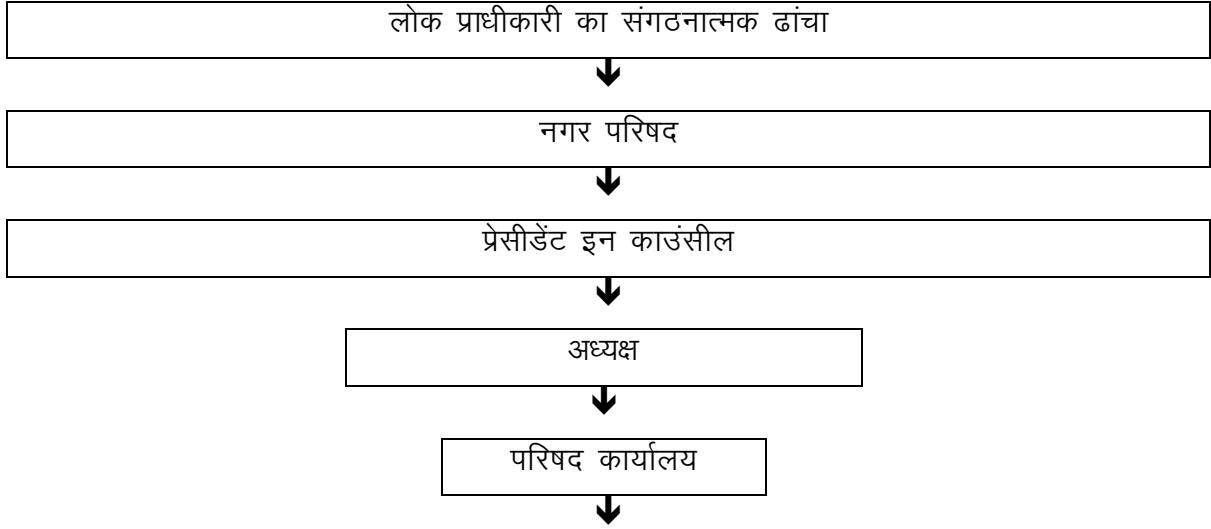 लोक प्राधीकारी का संगठनात्मक ढांचा
नगर परिषद
प्रेसीडेंट इन काउंसील
अध्यक्ष
परिषद कार्यालय